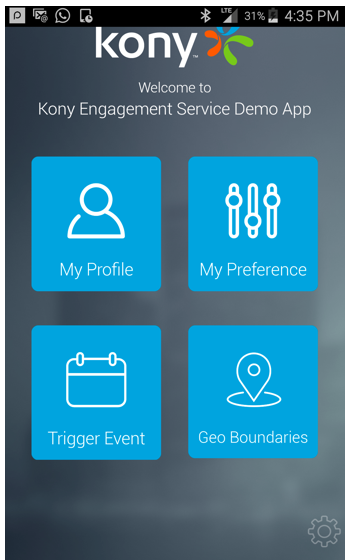 LTE 31% 4:35 PM
kony™
Welcome to
Kony Engagement Service Demo App
My Profile
My Preference
Trigger Event
Geo Boundaries